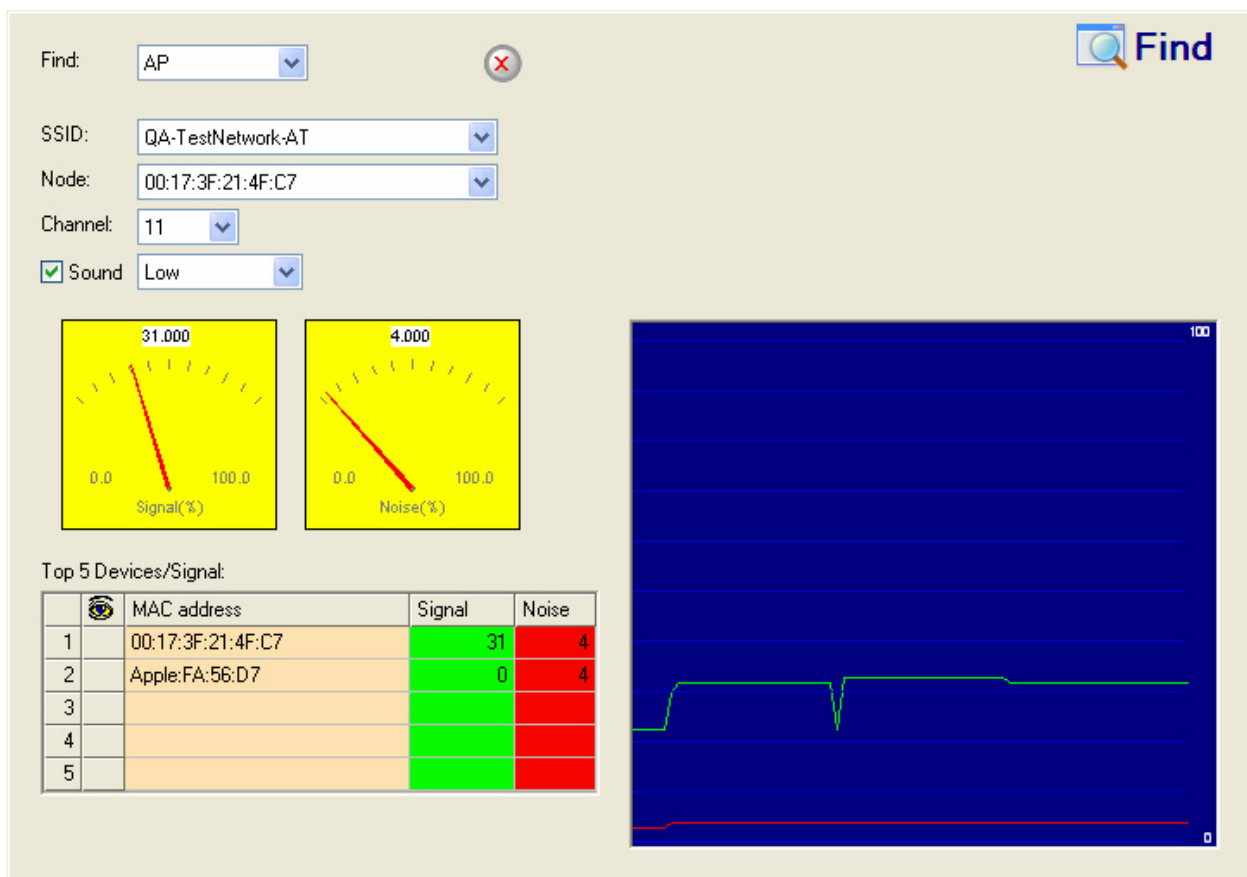 Find: AP
Find
SSID: QA-TestNetwork-AT
Node: 00:17:3F:21:4F:C7
Channel: 11
Sound Low
31.000
0.0 100.0
Signal(%)
4.000
0.0 100.0
Noise(%)
100
0
Top 5 Devices/Signal:
MAC address Signal Noise
1 00:17:3F:21:4F:C7 31 4
2 Apple:FA:56:D7 0 4
3
4
5